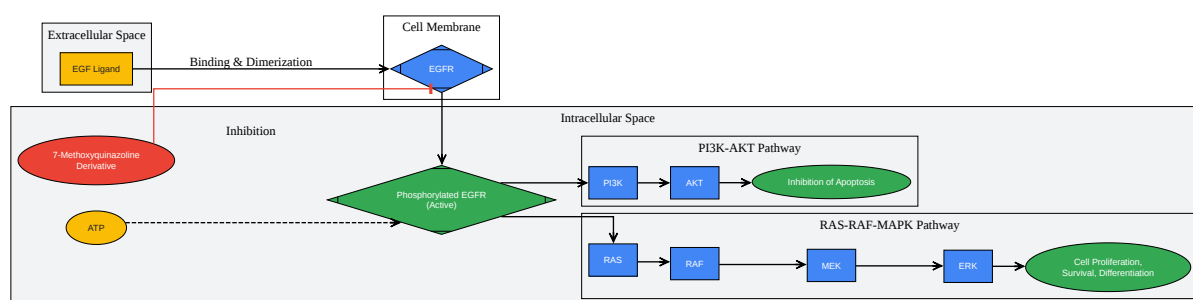 Extracellular Space
EGF Ligand
Binding & Dimerization
Cell Membrane
EGFR
Intracellular Space
Inhibition
7-Methoxyquinazoline
Derivative
ATP
Phosphorylated EGFR
(Active)
PI3K-AKT Pathway
PI3K
AKT
Inhibition of Apoptosis
RAS-RAF-MAPK Pathway
RAS
RAF
MEK
ERK
Cell Proliferation,
Survival, Differentiation